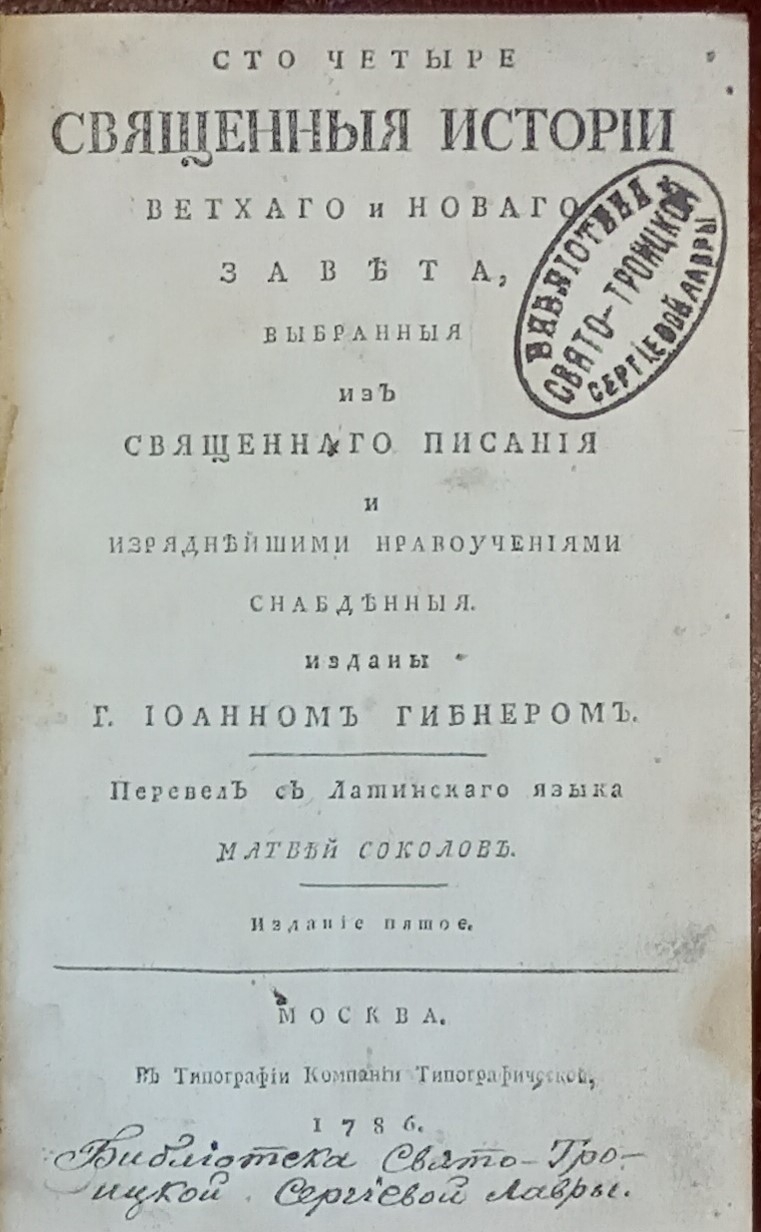 СТО ЧЕТЫРЕ
СВЯЩЕННЫЯ ИСТОРІИ
ВЕТХАГО и НОВАГО
ЗАВѢТА,
ВЫБРАННЫЯ
изЪ
СВЯЩЕННАГО ПИСАНІЯ
и
ИЗРЯДНѢЙШИМИ НРАВОУЧЕНІЯМИ
СНАБДѢННЫЯ.
изданы
Г. ІОАННОМЪ ГИБНЕРОМЪ.
ПеревелЪ сЪ Латинскаго языка
МАТВѢЙ СОКОЛОВЪ.
Изданіе пятое.
МОСКВА.
ВЪ Типографіи Компаніи Типографической,
1786.
Библіотека Свято-Тро-
ицкой Сергіевой Лавры.
БИБЛІОТЕКА
СВЯТО-ТРОИЦКОЙ
СЕРГІЕВОЙ ЛАВРЫ